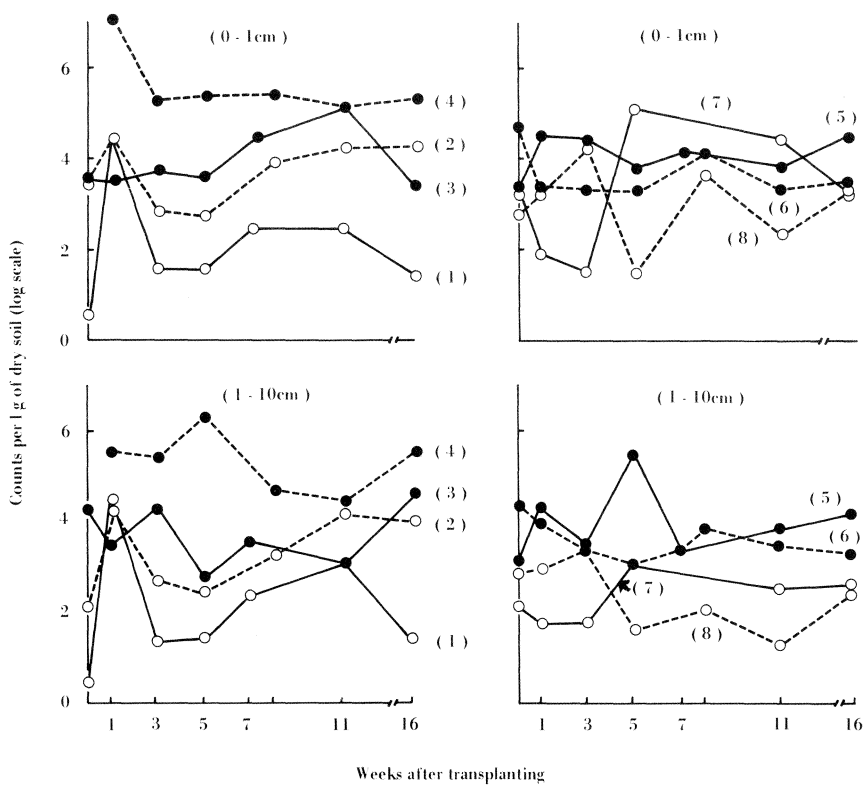 ( 0 - 1cm )
( 0 - 1cm )
6
4
2
0
( 4 )
( 2 )
( 3 )
( 1 )
( 7 )
( 5 )
( 6 )
( 8 )
Counts per 1 g of dry soil (log scale)
( 1 - 10cm )
( 1 - 10cm )
6
4
2
0
( 4 )
( 3 )
( 2 )
( 1 )
( 5 )
( 6 )
( 7 )
( 8 )
1 3 5 7 11 16
1 3 5 7 11 16
Weeks after transplanting